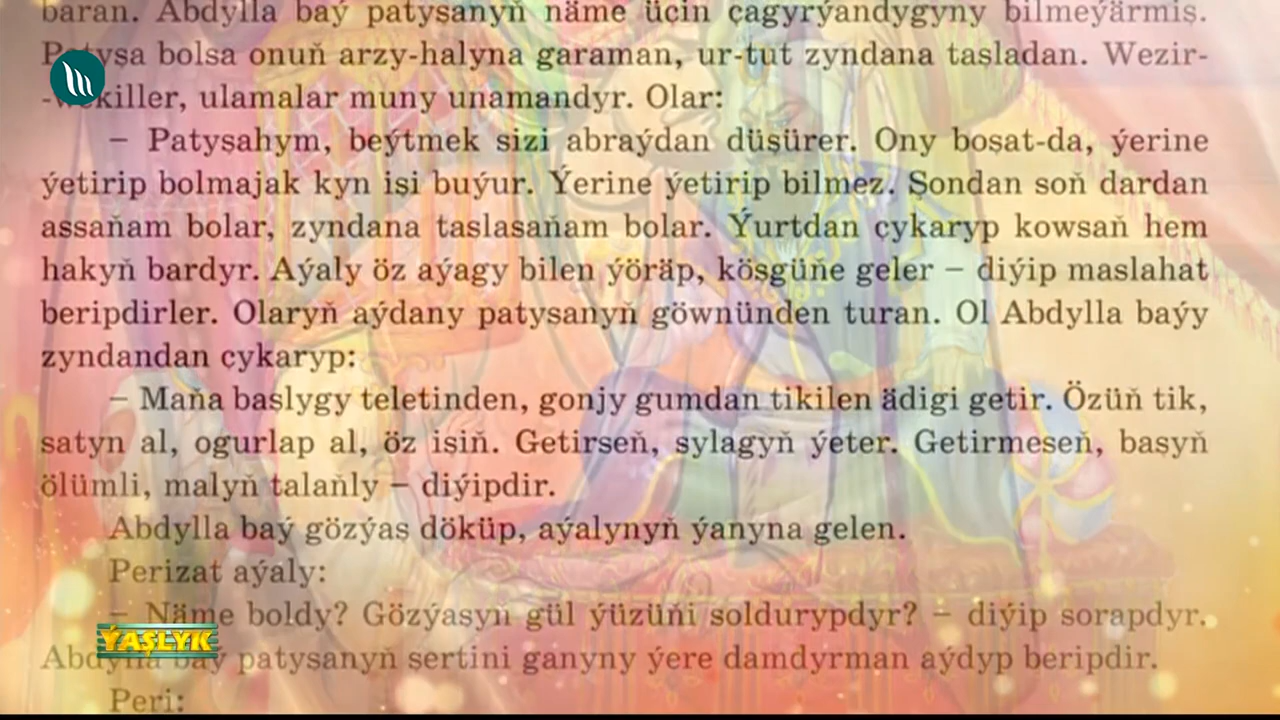 baran. Abdylla baý patyşanyň näme üçin çagyrýandygyny bilmeýärmiş.
Patyşa bolsa onuň arzy-halyna garaman, ur-tut zyndana taşladan. Wezir-
-wekiller, ulamalar muny unamandyr. Olar:
– Patyşahym, beýtmek sizi abraýdan düşürer. Ony boşat-da, ýerine
ýetirip bolmajak kyn işi buýur. Ýerine ýetirip bilmez. Şondan soň dardan
assaňam bolar, zyndana taşlasaňam bolar. Ýurtdan çykaryp kowsaň hem
hakyň bardyr. Aýaly öz aýagy bilen ýöräp, köşgüňe geler – diýip maslahat
beripdirler. Olaryň aýdany patyşanyň göwnünden turan. Ol Abdylla baýy
zyndandan çykaryp:
– Maňa başlygy teletinden, gonjy gumdan tikilen ädigi getir. Özüň tik,
satyn al, ogurlap al, öz işiň. Getirseň, sylagyň ýeter. Getirmeseň, başyň
ölümli, malyň talaňly – diýipdir.
Abdylla baý gözýaş döküp, aýalynyň ýanyna gelen.
Perizat aýaly:
– Näme boldy? Gözýaşyň gül ýüzüňi soldurypdyr? – diýip sorapdyr.
ÝAŞLYK
Abdylla baý patyşanyň şertini ganyny ýere damdyrman aýdyp beripdir.
Peri: